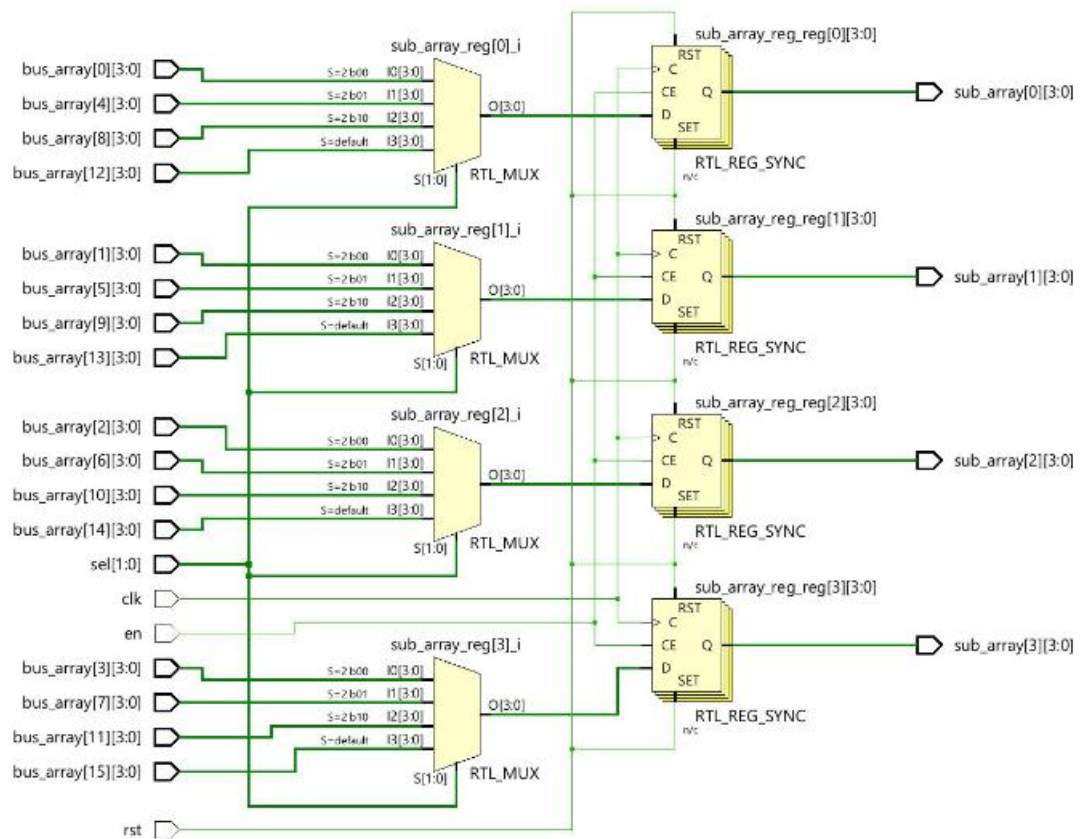 sub_array_reg[0]_i
bus_array[0][3:0]
bus_array[4][3:0]
bus_array[8][3:0]
bus_array[12][3:0]
S=2'b00 I0[3:0]
S=2'b01 I1[3:0]
S=2'b10 I2[3:0]
S=default I3[3:0]
S[1:0]
O[3:0]
RTL_MUX
sub_array_reg_reg[0][3:0]
RST
C
CE
D
Q
SET
RTL_REG_SYNC
n/c
sub_array[0][3:0]
sub_array_reg[1]_i
bus_array[1][3:0]
bus_array[5][3:0]
bus_array[9][3:0]
bus_array[13][3:0]
S=2'b00 I0[3:0]
S=2'b01 I1[3:0]
S=2'b10 I2[3:0]
S=default I3[3:0]
S[1:0]
O[3:0]
RTL_MUX
sub_array_reg_reg[1][3:0]
RST
C
CE
D
Q
SET
RTL_REG_SYNC
n/c
sub_array[1][3:0]
sub_array_reg[2]_i
bus_array[2][3:0]
bus_array[6][3:0]
bus_array[10][3:0]
bus_array[14][3:0]
S=2'b00 I0[3:0]
S=2'b01 I1[3:0]
S=2'b10 I2[3:0]
S=default I3[3:0]
S[1:0]
O[3:0]
RTL_MUX
sub_array_reg_reg[2][3:0]
RST
C
CE
D
Q
SET
RTL_REG_SYNC
n/c
sub_array[2][3:0]
sel[1:0]
clk
en
sub_array_reg[3]_i
bus_array[3][3:0]
bus_array[7][3:0]
bus_array[11][3:0]
bus_array[15][3:0]
S=2'b00 I0[3:0]
S=2'b01 I1[3:0]
S=2'b10 I2[3:0]
S=default I3[3:0]
S[1:0]
O[3:0]
RTL_MUX
sub_array_reg_reg[3][3:0]
RST
C
CE
D
Q
SET
RTL_REG_SYNC
n/c
sub_array[3][3:0]
rst